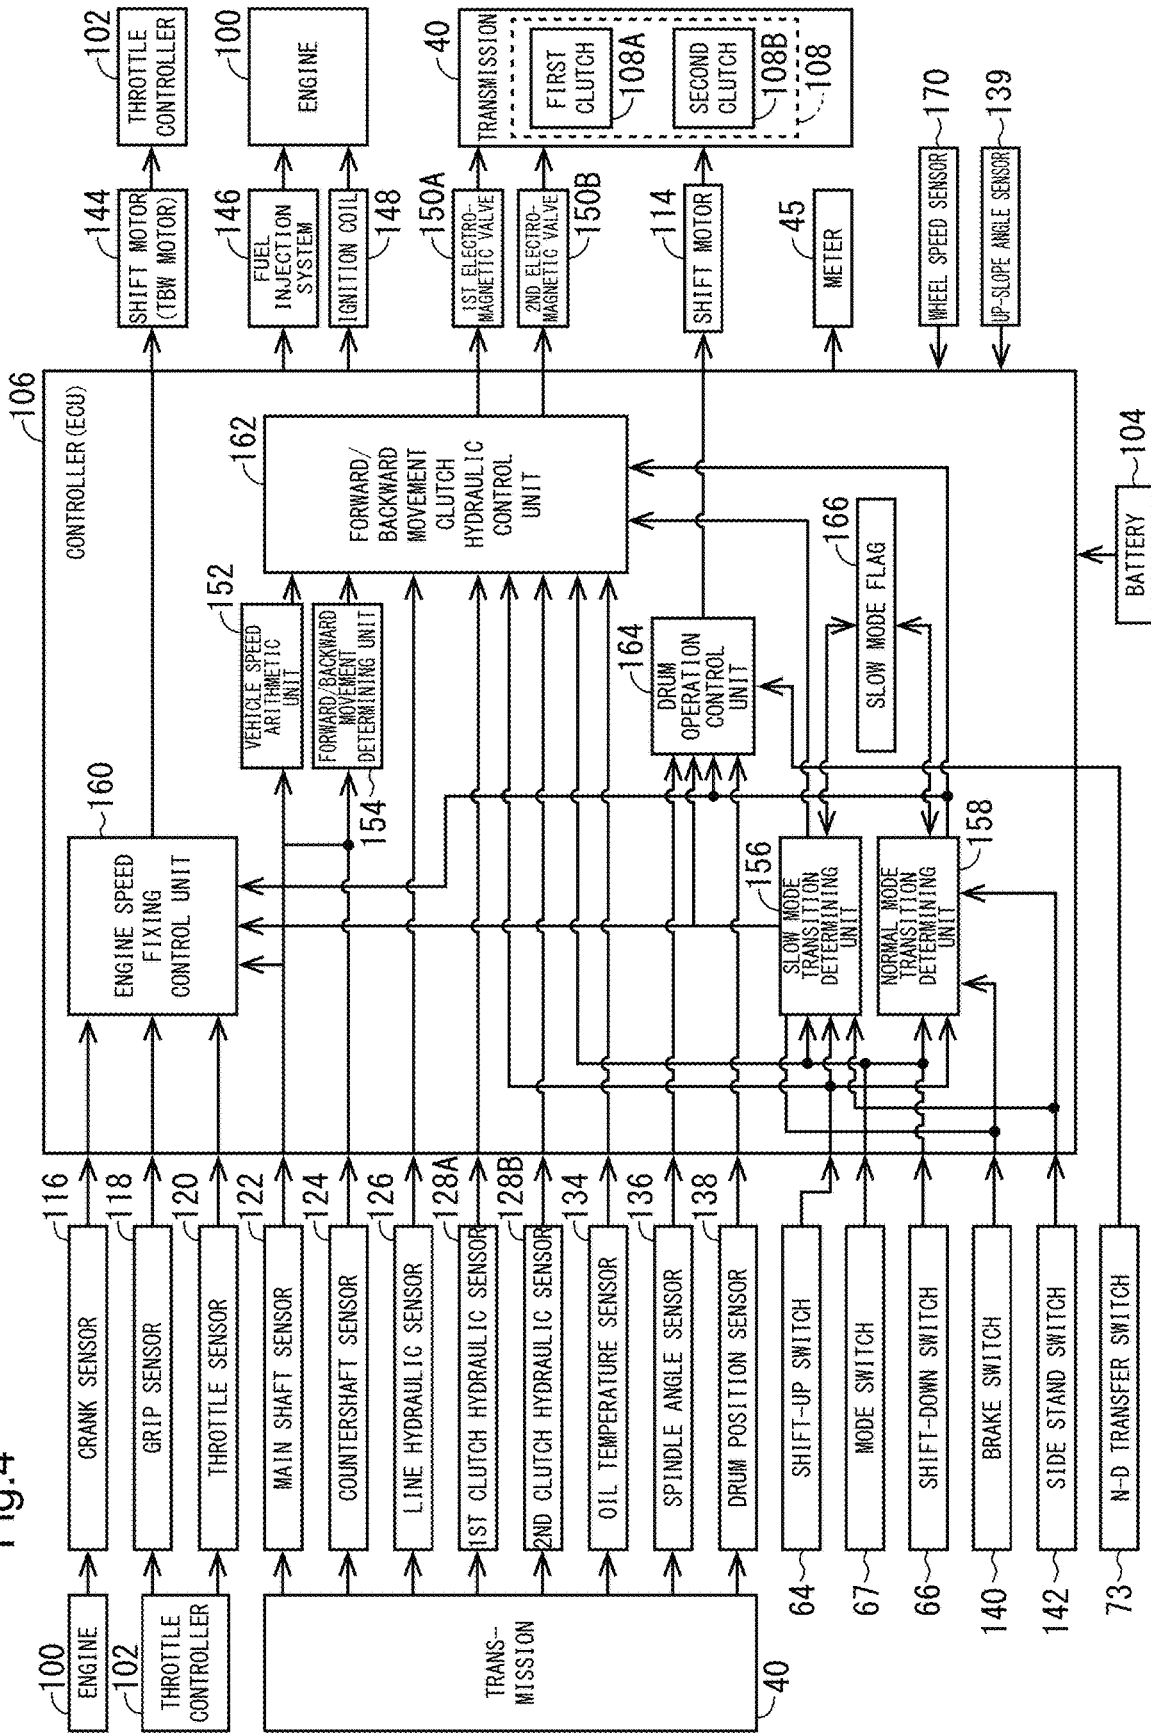 Fig.4
100
ENGINE
102
THROTTLE
CONTROLLER
TRANS-
MISSION
40
116
CRANK SENSOR
118
GRIP SENSOR
120
THROTTLE SENSOR
122
MAIN SHAFT SENSOR
124
COUNTERSHAFT SENSOR
126
LINE HYDRAULIC SENSOR
128A
1ST CLUTCH HYDRAULIC SENSOR
128B
2ND CLUTCH HYDRAULIC SENSOR
134
OIL TEMPERATURE SENSOR
136
SPINDLE ANGLE SENSOR
138
DRUM POSITION SENSOR
64
SHIFT-UP SWITCH
67
MODE SWITCH
66
SHIFT-DOWN SWITCH
140
BRAKE SWITCH
142
SIDE STAND SWITCH
73
N-D TRANSFER SWITCH
106
CONTROLLER(ECU)
160
ENGINE SPEED
FIXING
CONTROL UNIT
152
VEHICLE SPEED
ARITHMETIC
UNIT
FORWARD/BACKWARD
MOVEMENT
DETERMINING UNIT
154
162
FORWARD/
BACKWARD
MOVEMENT
CLUTCH
HYDRAULIC
CONTROL
UNIT
164
DRUM
OPERATION
CONTROL
UNIT
156
SLOW MODE
TRANSITION
DETERMINING
UNIT
158
NORMAL MODE
TRANSITION
DETERMINING
UNIT
166
SLOW MODE FLAG
104
BATTERY
144
SHIFT MOTOR
(TBW MOTOR)
146
FUEL
INJECTION
SYSTEM
IGNITION COIL
148
150A
1ST ELECTRO-
MAGNETIC VALVE
2ND ELECTRO-
MAGNETIC VALVE
150B
114
SHIFT MOTOR
45
METER
WHEEL SPEED SENSOR
170
UP-SLOPE ANGLE SENSOR
139
102
THROTTLE
CONTROLLER
100
ENGINE
40
TRANSMISSION
FIRST
CLUTCH
108A
SECOND
CLUTCH
108B
108